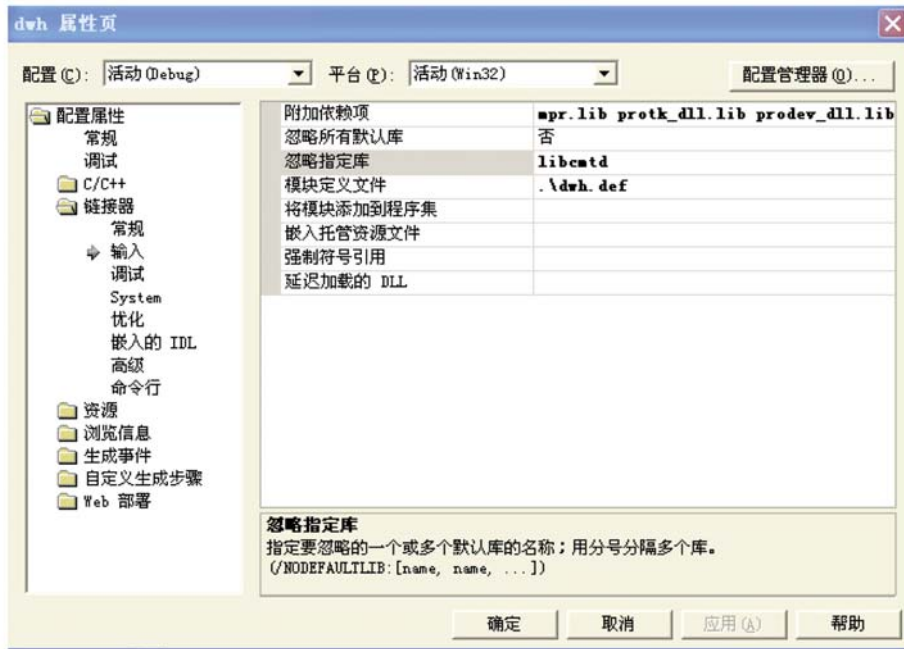 dwh 属性页
配置(C): 活动(Debug) 平台(P): 活动(Win32) 配置管理器(O)...
配置属性
常规
调试
C/C++
链接器
常规
输入
调试
System
优化
嵌入的 IDL
高级
命令行
资源
浏览信息
生成事件
自定义生成步骤
Web 部署
附加依赖项 mpr.lib protk_dll.lib prodev_dll.lib
忽略所有默认库 否
忽略指定库 libcmtd
模块定义文件 .\dwh.def
将模块添加到程序集
嵌入托管资源文件
强制符号引用
延迟加载的 DLL
忽略指定库
指定要忽略的一个或多个默认库的名称；用分号分隔多个库。
(/NODEFAULTLIB:[name, name, ...])
确定 取消 应用(A) 帮助